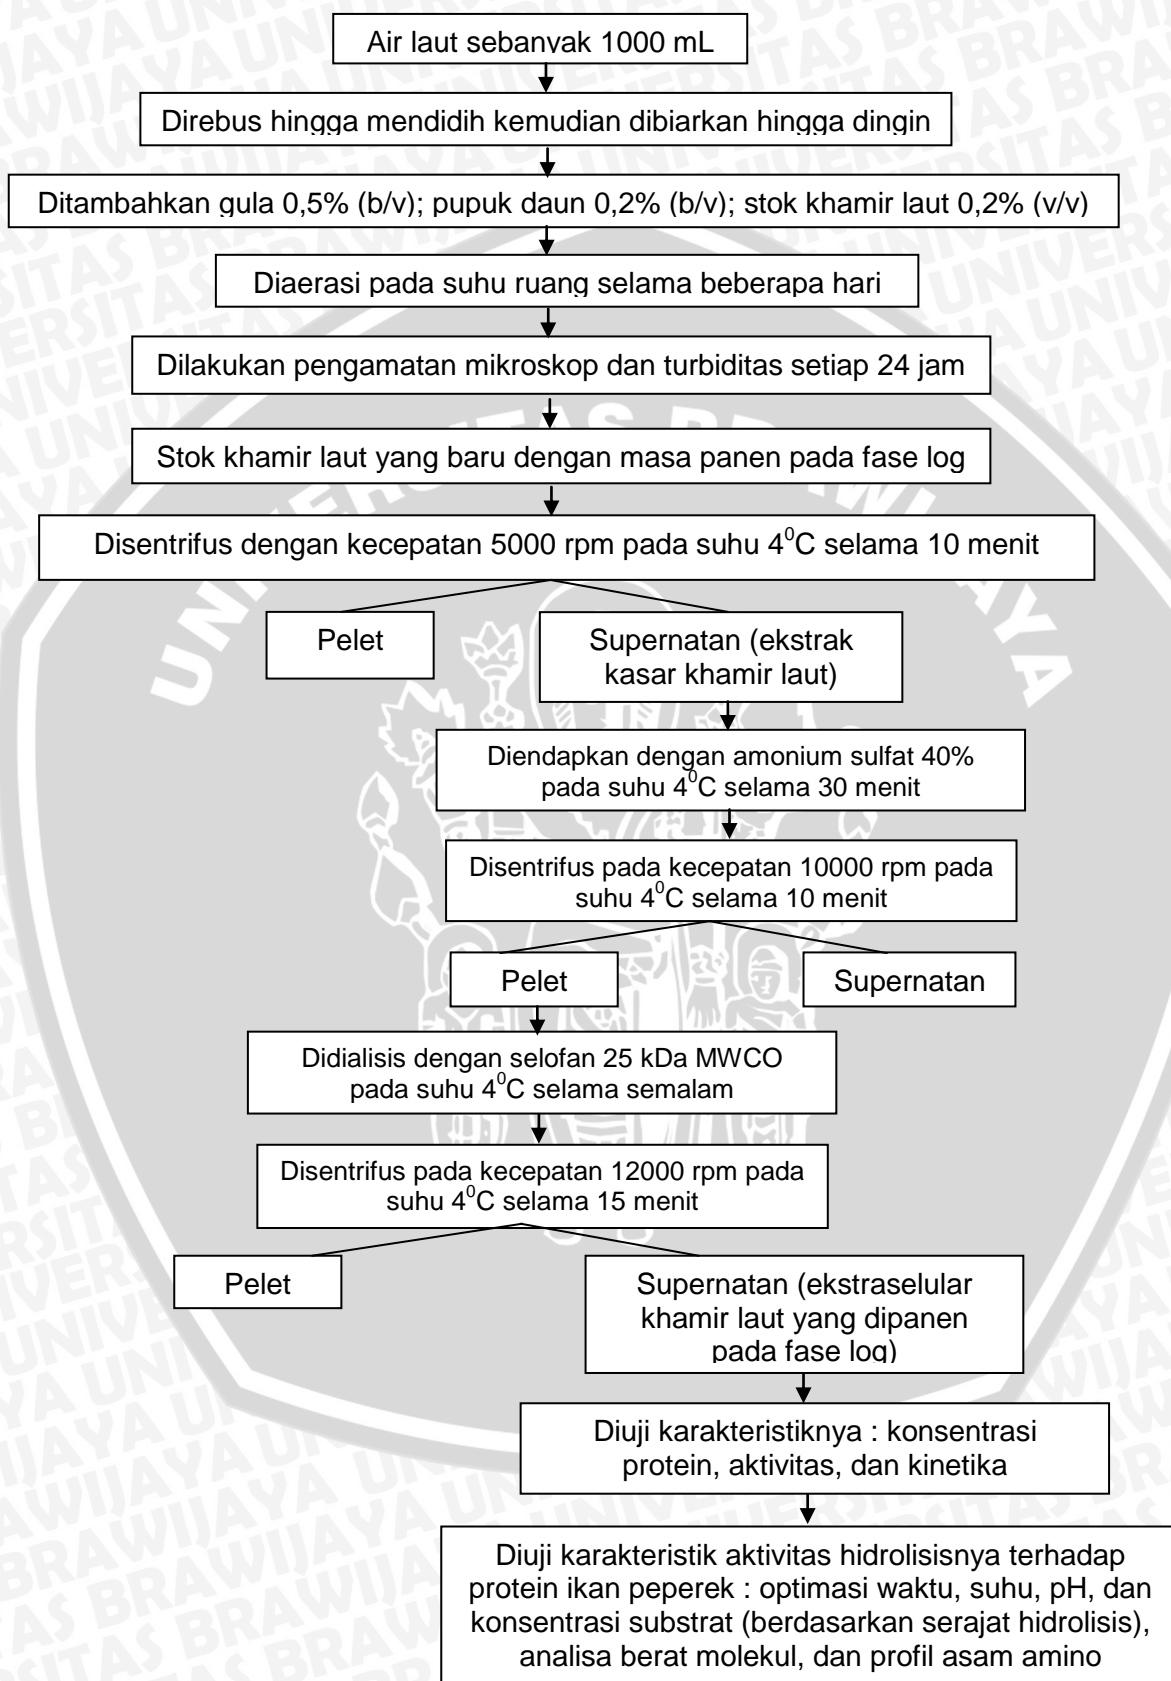 Air laut sebanyak 1000 mL
Direbus hingga mendidih kemudian dibiarkan hingga dingin
Ditambahkan gula 0,5% (b/v); pupuk daun 0,2% (b/v); stok khamir laut 0,2% (v/v)
Diaerasi pada suhu ruang selama beberapa hari
Dilakukan pengamatan mikroskop dan turbiditas setiap 24 jam
Stok khamir laut yang baru dengan masa panen pada fase log
Disentrifus dengan kecepatan 5000 rpm pada suhu 4⁰C selama 10 menit
Pelet
Supernatan (ekstrak
kasar khamir laut)
Diendapkan dengan amonium sulfat 40%
pada suhu 4⁰C selama 30 menit
Disentrifus pada kecepatan 10000 rpm pada
suhu 4⁰C selama 10 menit
Pelet
Supernatan
Didialisis dengan selofan 25 kDa MWCO
pada suhu 4⁰C selama semalam
Disentrifus pada kecepatan 12000 rpm pada
suhu 4⁰C selama 15 menit
Pelet
Supernatan (ekstraselular
khamir laut yang dipanen
pada fase log)
Diuji karakteristiknya : konsentrasi
protein, aktivitas, dan kinetika
Diuji karakteristik aktivitas hidrolisisnya terhadap
protein ikan peperek : optimasi waktu, suhu, pH, dan
konsentrasi substrat (berdasarkan serajat hidrolisis),
analisa berat molekul, dan profil asam amino
UNIVERSITAS BRAWIJAYA